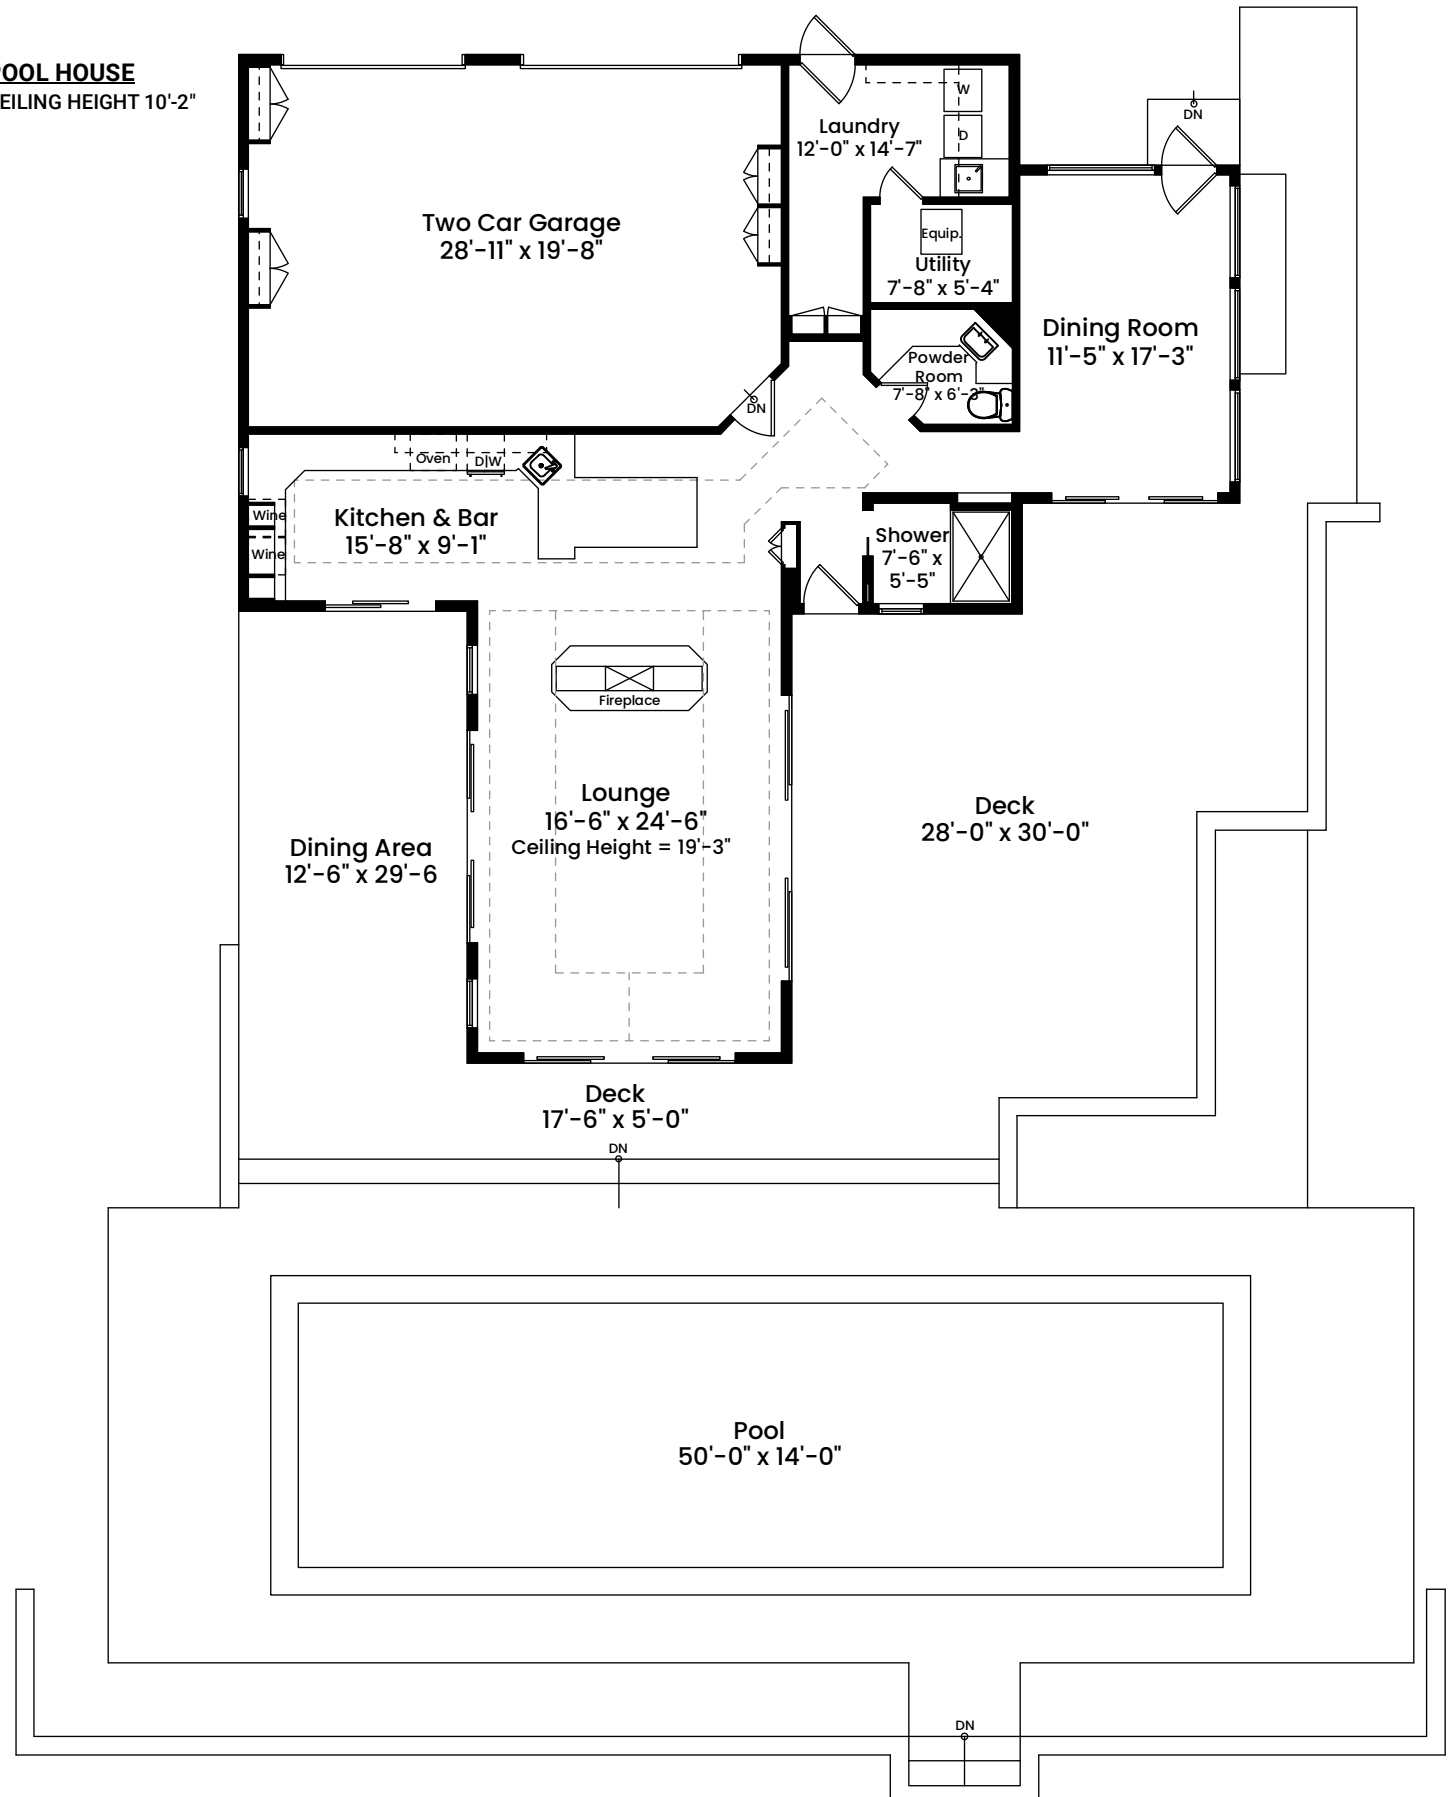 OOL HOUSE
EILING HEIGHT 10'-2"
DN
W
D
Laundry
12'-0" x 14'-7"
Two Car Garage
28'-11" x 19'-8"
Equip.
Utility
7'-8" x 5'-4"
Dining Room
11'-5" x 17'-3"
Powder
Room
7'-8" x 6'-3"
DN
Oven
D|W
Wine
Wine
Kitchen & Bar
15'-8" x 9'-1"
Shower
7'-6" x
5'-5"
Fireplace
Lounge
16'-6" x 24'-6"
Ceiling Height = 19'-3"
Deck
28'-0" x 30'-0"
Dining Area
12'-6" x 29'-6
Deck
17'-6" x 5'-0"
DN
Pool
50'-0" x 14'-0"
DN